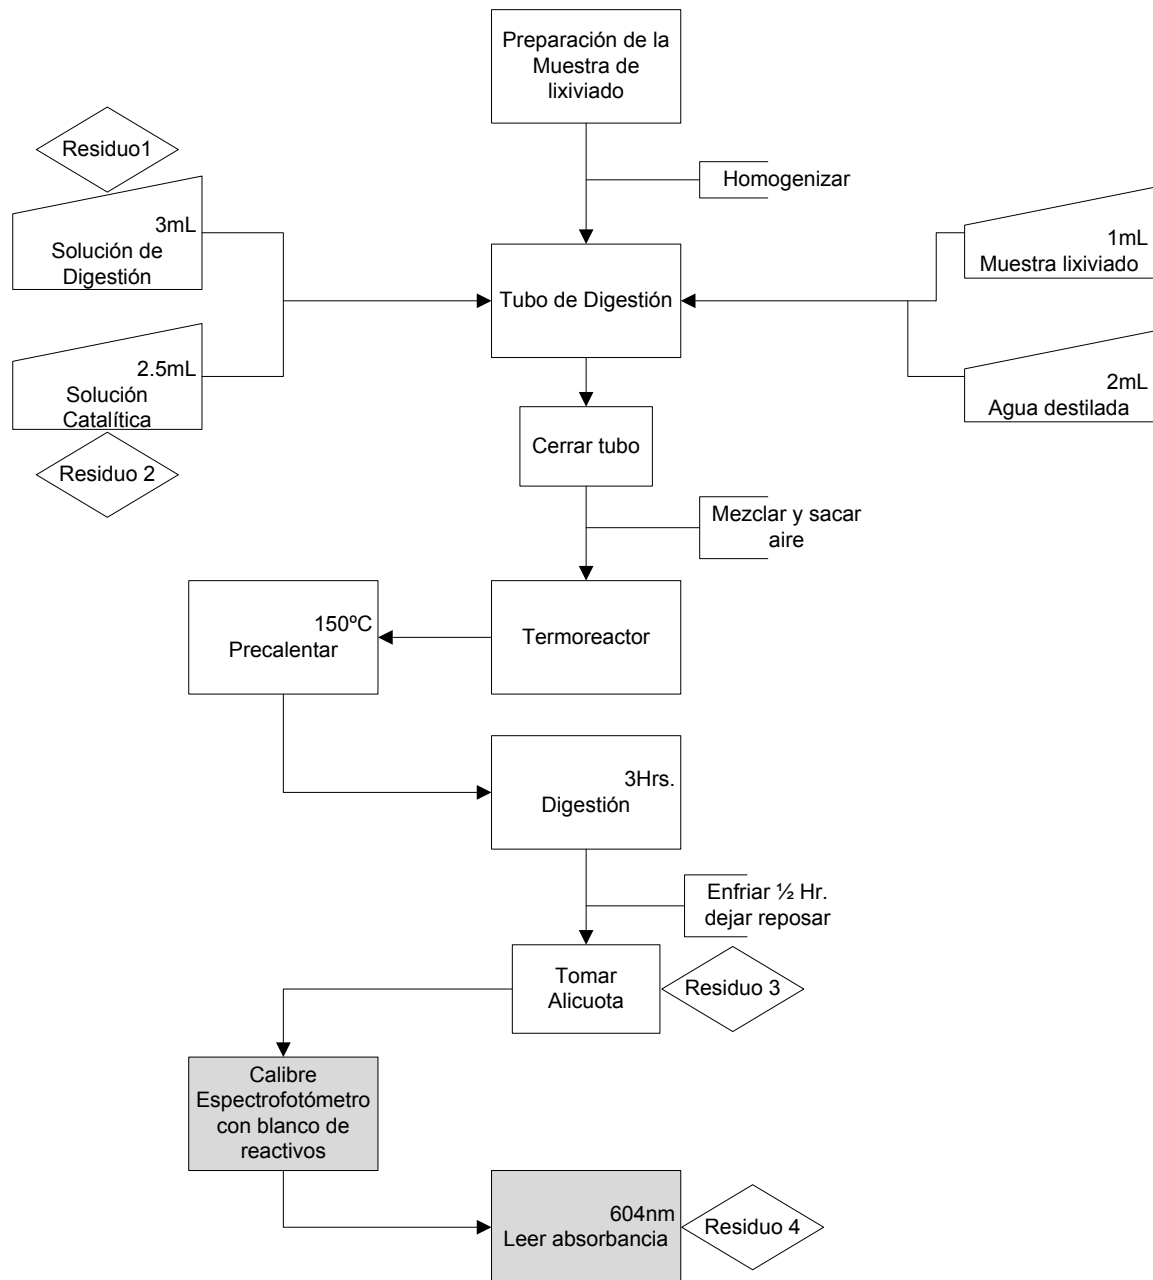 Preparación de la
Muestra de
lixiviado
Residuo1
Homogenizar
3mL
Solución de
Digestión
1mL
Muestra lixiviado
Tubo de Digestión
2.5mL
Solución
Catalítica
2mL
Agua destilada
Residuo 2
Cerrar tubo
Mezclar y sacar
aire
150ºC
Precalentar
Termoreactor
3Hrs.
Digestión
Enfriar ½ Hr.
dejar reposar
Tomar
Alicuota
Residuo 3
Calibre
Espectrofotómetro
con blanco de
reactivos
604nm
Leer absorbancia
Residuo 4